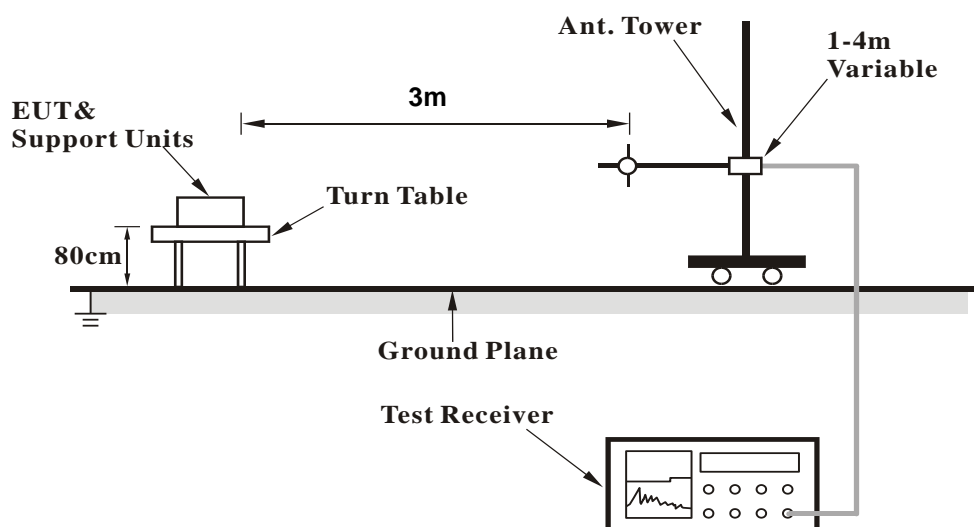 Ant. Tower
1-4m
Variable
3m
EUT&
Support Units
Turn Table
80cm
Ground Plane
Test Receiver